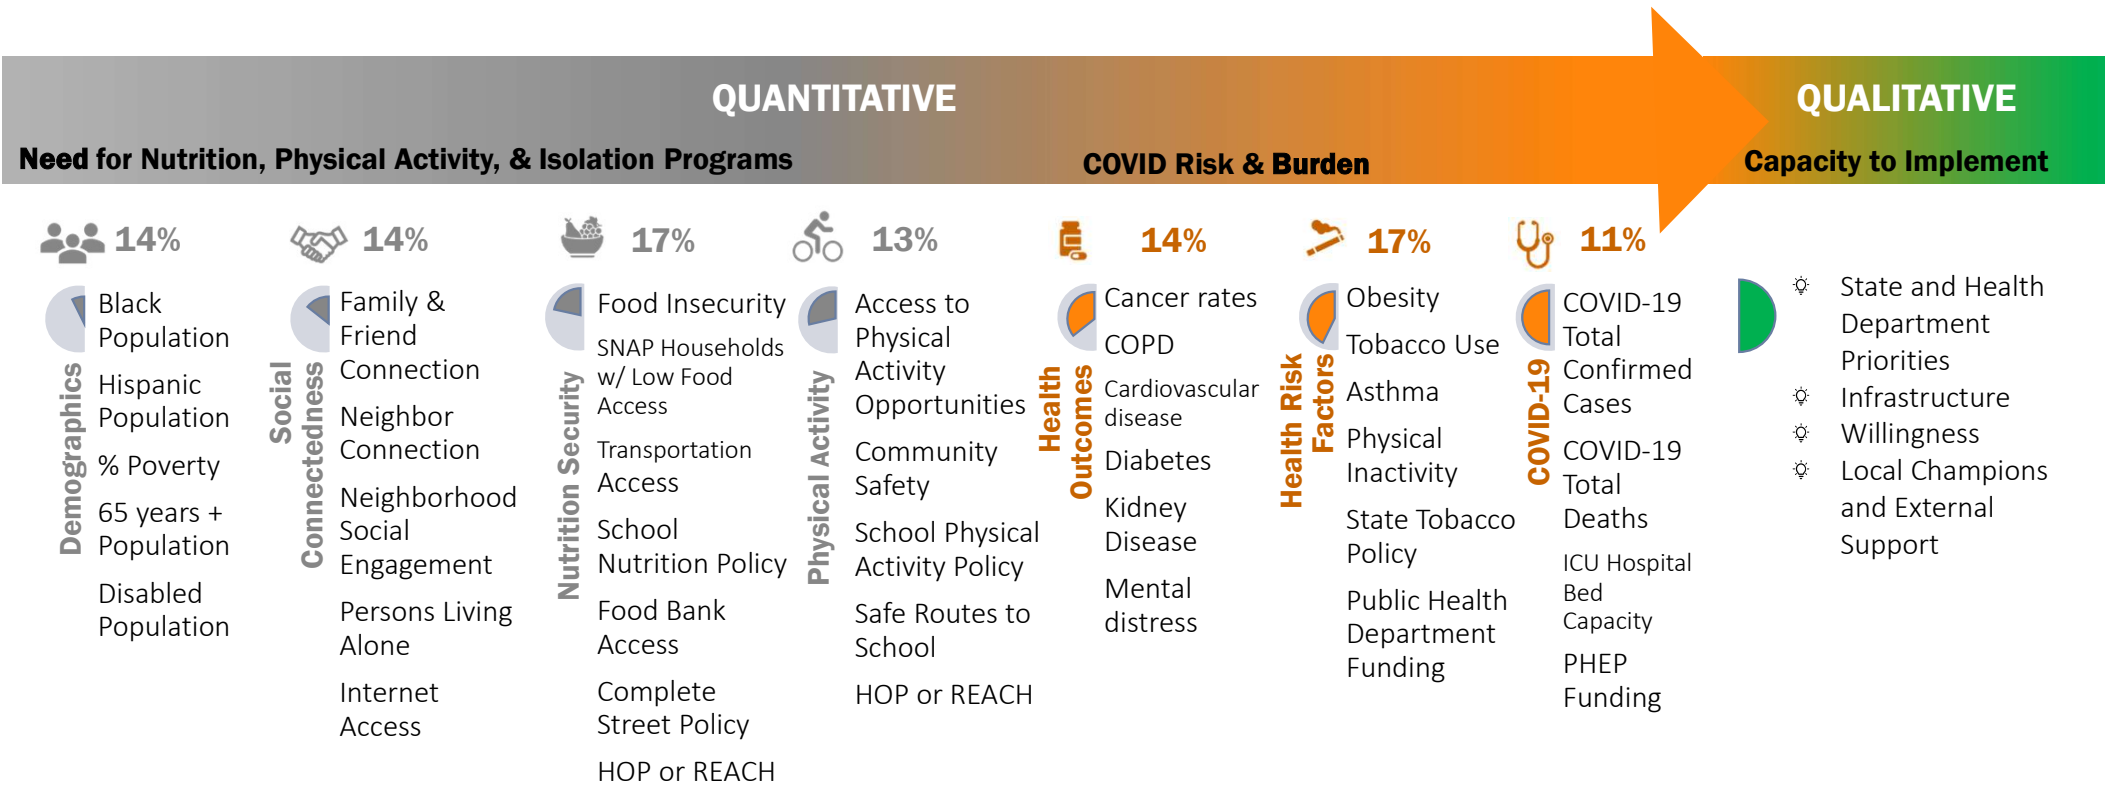 QUANTITATIVE
QUALITATIVE
Need for Nutrition, Physical Activity, & Isolation Programs
COVID Risk & Burden
Capacity to Implement
14%
Demographics
Black
Population
Hispanic
Population
% Poverty
65 years +
Population
Disabled
Population
14%
Social
Connectedness
Family &
Friend
Connection
Neighbor
Connection
Neighborhood
Social
Engagement
Persons Living
Alone
Internet
Access
17%
Nutrition Security
Food Insecurity
SNAP Households
w/ Low Food
Access
Transportation
Access
School
Nutrition Policy
Food Bank
Access
Complete
Street Policy
HOP or REACH
13%
Physical Activity
Access to
Physical
Activity
Opportunities
Community
Safety
School Physical
Activity Policy
Safe Routes to
School
HOP or REACH
14%
Health
Outcomes
Cancer rates
COPD
Cardiovascular
disease
Diabetes
Kidney
Disease
Mental
distress
17%
Health Risk
Factors
Obesity
Tobacco Use
Asthma
Physical
Inactivity
State Tobacco
Policy
Public Health
Department
Funding
11%
COVID-19
COVID-19
Total
Confirmed
Cases
COVID-19
Total
Deaths
ICU Hospital
Bed
Capacity
PHEP
Funding
State and Health
Department
Priorities
Infrastructure
Willingness
Local Champions
and External
Support